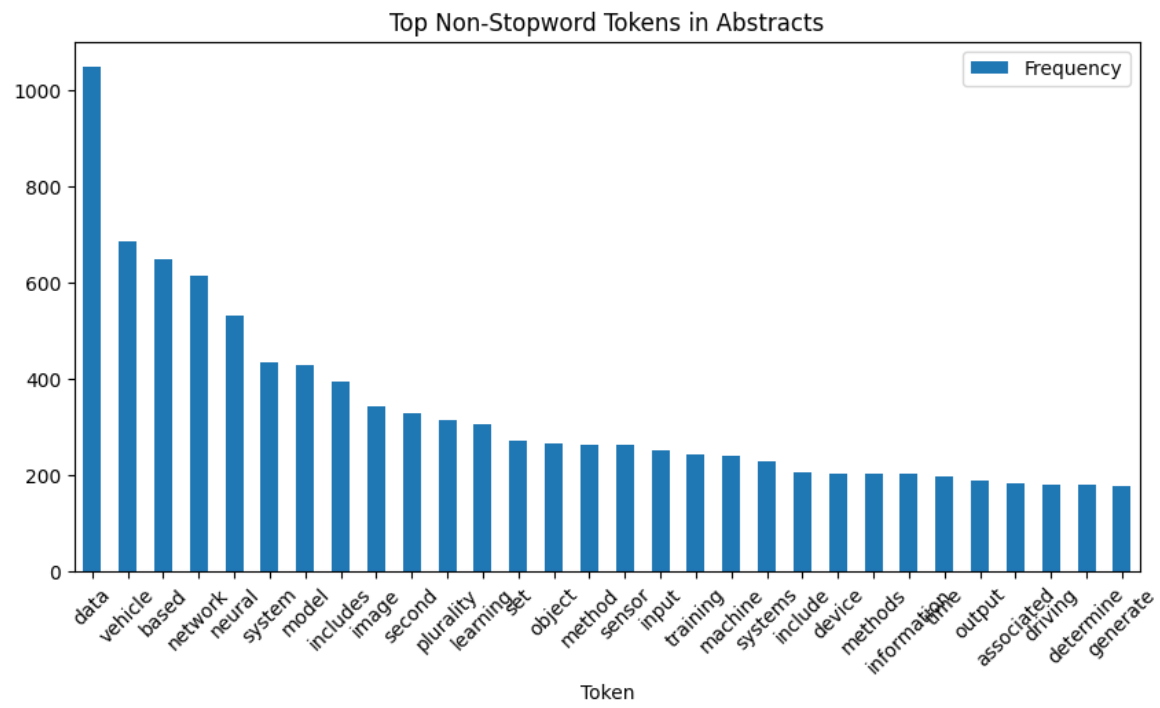 Top Non-Stopword Tokens in Abstracts
Frequency
1000
800
600
400
200
0
data
vehicle
based
network
neural
system
model
includes
image
second
plurality
learning
set
object
method
sensor
input
training
machine
systems
include
device
methods
information
time
output
associated
driving
determine
generate
Token